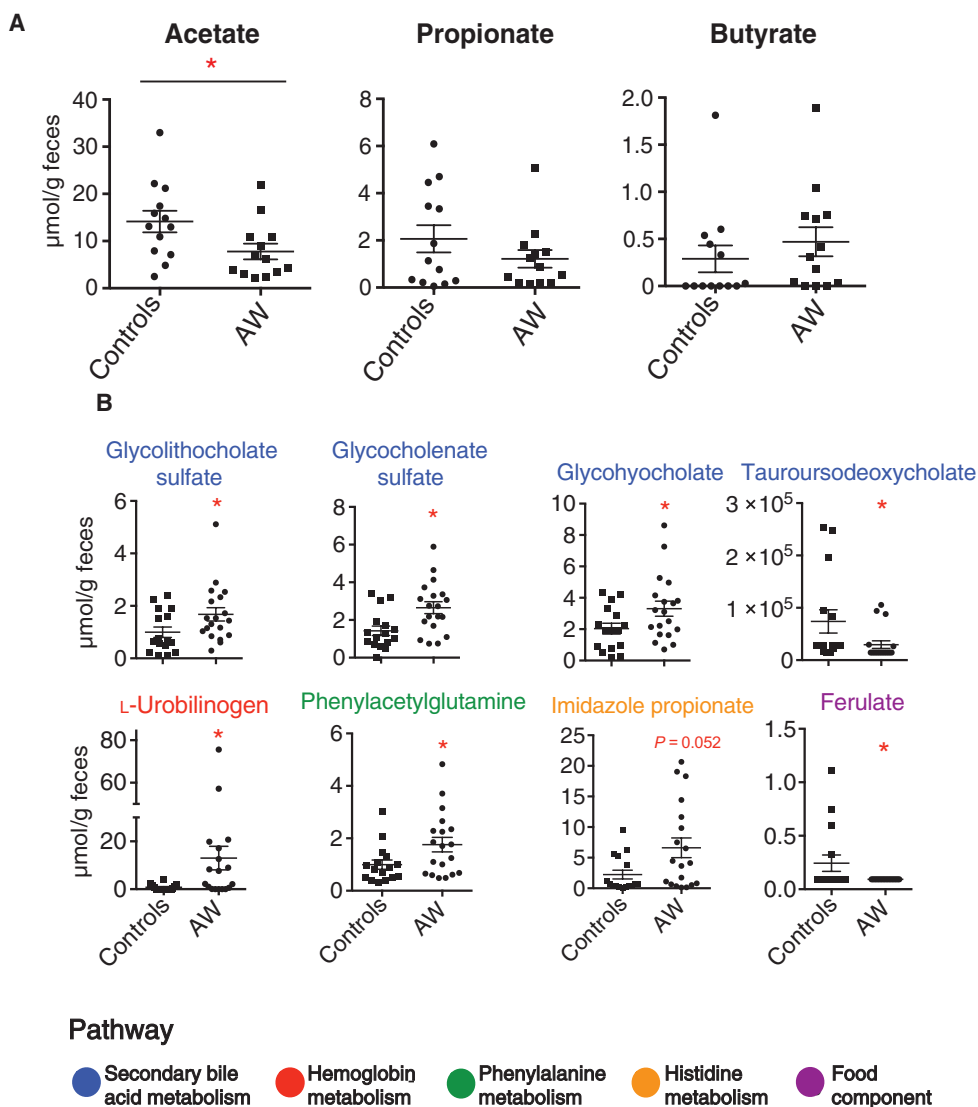 A
Acetate
Propionate
Butyrate
*
µmol/g feces
40
30
20
10
0
Controls
AW
8
6
4
2
0
Controls
AW
2.0
1.5
1.0
0.5
0.0
Controls
AW
B
Glycolithocholate
sulfate
*
µmol/g feces
6
4
2
0
Glycocholenate
sulfate
*
8
6
4
2
0
Glycohyocholate
*
10
8
6
4
2
0
Tauroursodeoxycholate
*
3 ×10⁵
2 ×10⁵
1 ×10⁵
0
L-Urobilinogen
*
µmol/g feces
80
60
20
10
0
Controls
AW
Phenylacetylglutamine
*
6
4
2
0
Controls
AW
Imidazole propionate
P = 0.052
25
20
15
10
5
0
Controls
AW
Ferulate
*
1.5
1.0
0.5
0.0
Controls
AW
Pathway
Secondary bile
acid metabolism
Hemoglobin
metabolism
Phenylalanine
metabolism
Histidine
metabolism
Food
component